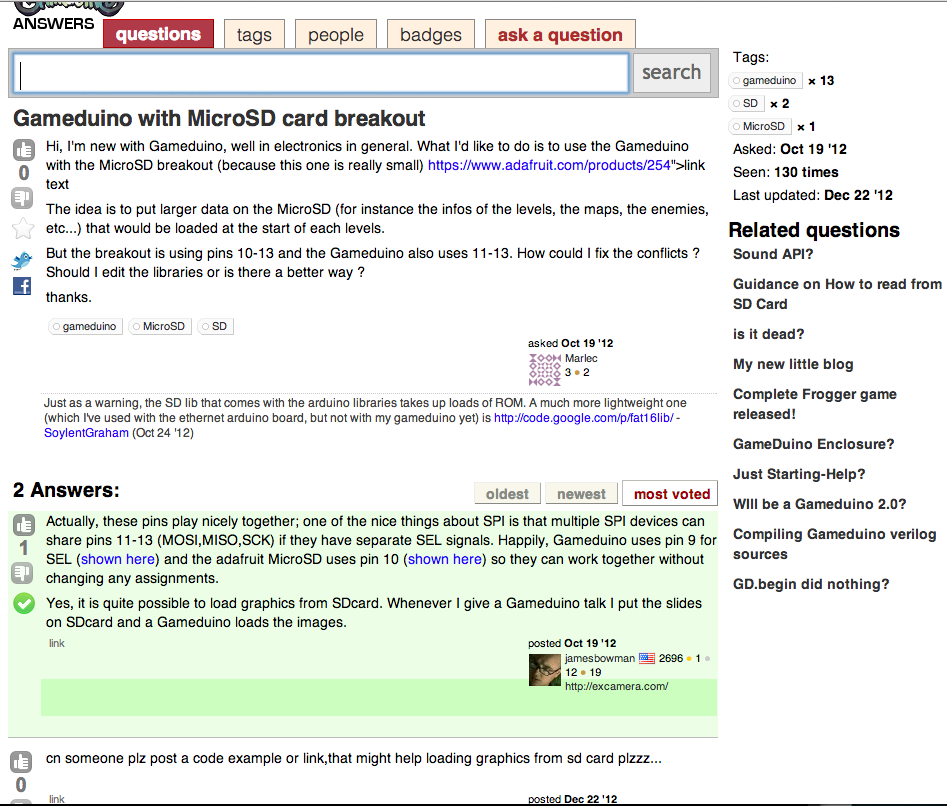 ANSWERS
questions
tags
people
badges
ask a question
search
Gameduino with MicroSD card breakout
Hi, I'm new with Gameduino, well in electronics in general. What I'd like to do is to use the Gameduino
with the MicroSD breakout (because this one is really small) https://www.adafruit.com/products/254">link
text
0
The idea is to put larger data on the MicroSD (for instance the infos of the levels, the maps, the enemies,
etc...) that would be loaded at the start of each levels.
But the breakout is using pins 10-13 and the Gameduino also uses 11-13. How could I fix the conflicts ?
Should I edit the libraries or is there a better way ?
thanks.
gameduino
MicroSD
SD
asked Oct 19 '12
Marlec
3 ● 2
Just as a warning, the SD lib that comes with the arduino libraries takes up loads of ROM. A much more lightweight one
(which I've used with the ethernet arduino board, but not with my gameduino yet) is http://code.google.com/p/fat16lib/ -
SoylentGraham (Oct 24 '12)
2 Answers:
oldest
newest
most voted
Actually, these pins play nicely together; one of the nice things about SPI is that multiple SPI devices can
share pins 11-13 (MOSI,MISO,SCK) if they have separate SEL signals. Happily, Gameduino uses pin 9 for
SEL (shown here) and the adafruit MicroSD uses pin 10 (shown here) so they can work together without
changing any assignments.
1
Yes, it is quite possible to load graphics from SDcard. Whenever I give a Gameduino talk I put the slides
on SDcard and a Gameduino loads the images.
link
posted Oct 19 '12
jamesbowman 2696 ● 1 ●
12 ● 19
http://excamera.com/
cn someone plz post a code example or link,that might help loading graphics from sd card plzzz...
0
link
posted Dec 22 '12
Tags:
gameduino × 13
SD × 2
MicroSD × 1
Asked: Oct 19 '12
Seen: 130 times
Last updated: Dec 22 '12
Related questions
Sound API?
Guidance on How to read from
SD Card
is it dead?
My new little blog
Complete Frogger game
released!
GameDuino Enclosure?
Just Starting-Help?
Will be a Gameduino 2.0?
Compiling Gameduino verilog
sources
GD.begin did nothing?